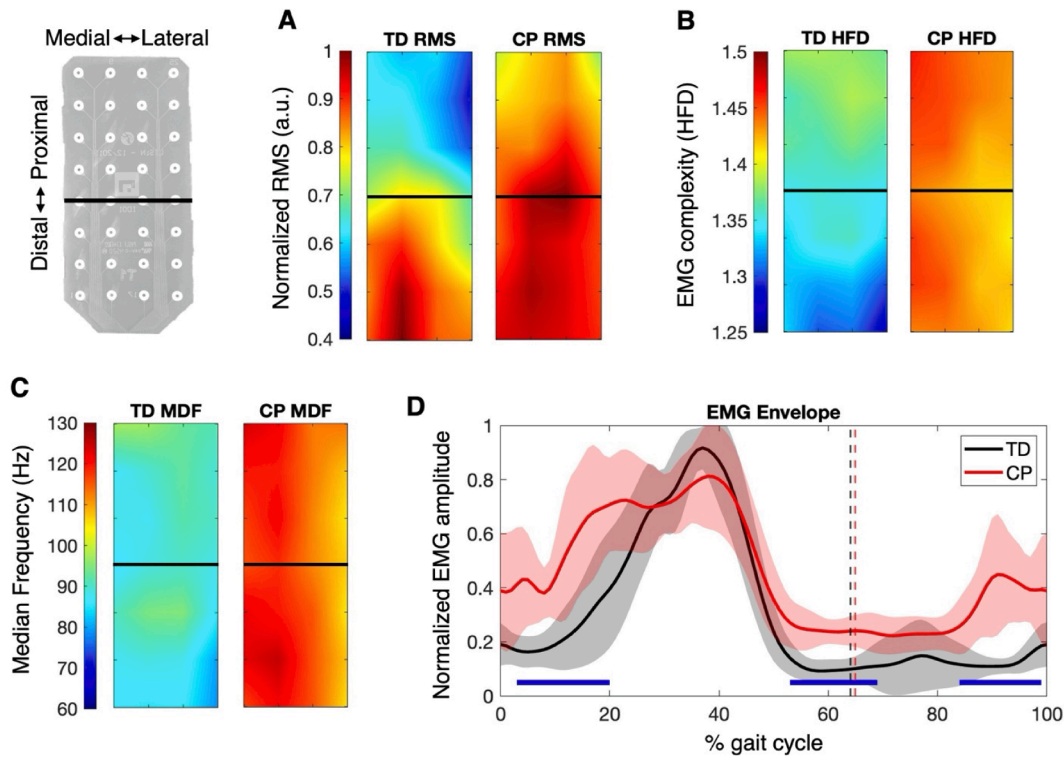 Medial ↔ Lateral
Distal ↔ Proximal
A
TD RMS
CP RMS
Normalized RMS (a.u.)
1
0.9
0.8
0.7
0.6
0.5
0.4
B
TD HFD
CP HFD
EMG complexity (HFD)
1.5
1.45
1.4
1.35
1.3
1.25
C
TD MDF
CP MDF
Median Frequency (Hz)
130
120
110
100
90
80
70
60
D
EMG Envelope
Normalized EMG amplitude
1
0.8
0.6
0.4
0.2
0
TD
CP
0 20 40 60 80 100
% gait cycle